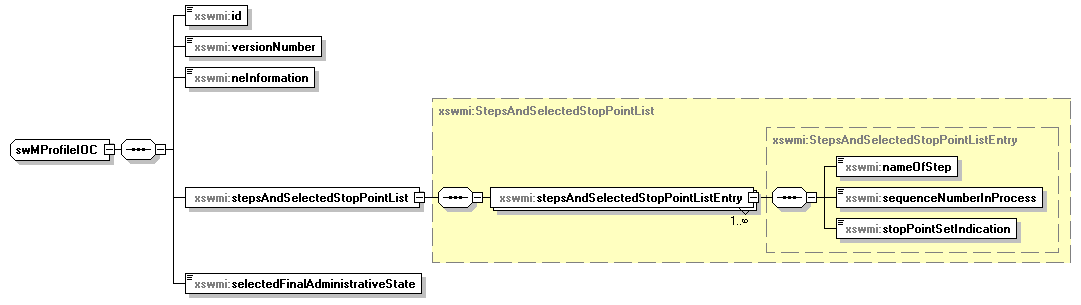 xswmi:id
xswmi:versionNumber
xswmi:neInformation
xswmi:StepsAndSelectedStopPointList
xswmi:StepsAndSelectedStopPointListEntry
swMProfileIOC
xswmi:nameOfStep
xswmi:stepsAndSelectedStopPointList
xswmi:stepsAndSelectedStopPointListEntry
xswmi:sequenceNumberInProcess
1..∞
xswmi:stopPointSetIndication
xswmi:selectedFinalAdministrativeState